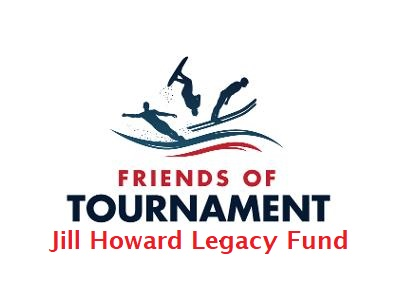 FRIENDS OF
TOURNAMENT
Jill Howard Legacy Fund